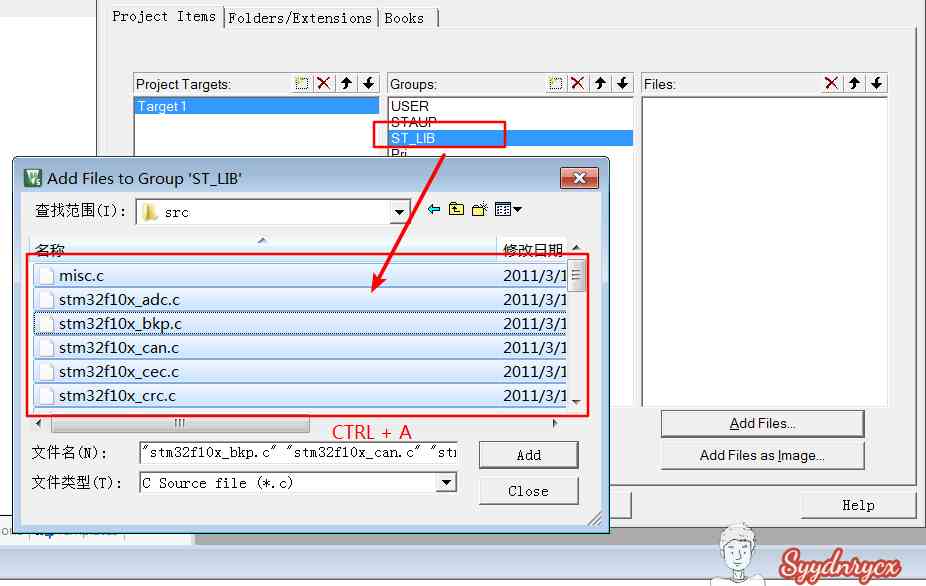 Project Items Folders/Extensions Books
Project Targets: Groups: Files:
Target 1
USER
STAUP
ST_LIB
Pri
Add Files to Group 'ST_LIB'
查找范围(I): src
名称 修改日期
misc.c 2011/3/1
stm32f10x_adc.c 2011/3/1
stm32f10x_bkp.c 2011/3/1
stm32f10x_can.c 2011/3/1
stm32f10x_cec.c 2011/3/1
stm32f10x_crc.c 2011/3/1
CTRL + A
文件名(N): "stm32f10x_bkp.c" "stm32f10x_can.c" "stm
Add
文件类型(T): C Source file (*.c)
Close
Add Files...
Add Files as Image...
Help
Syydnrycx